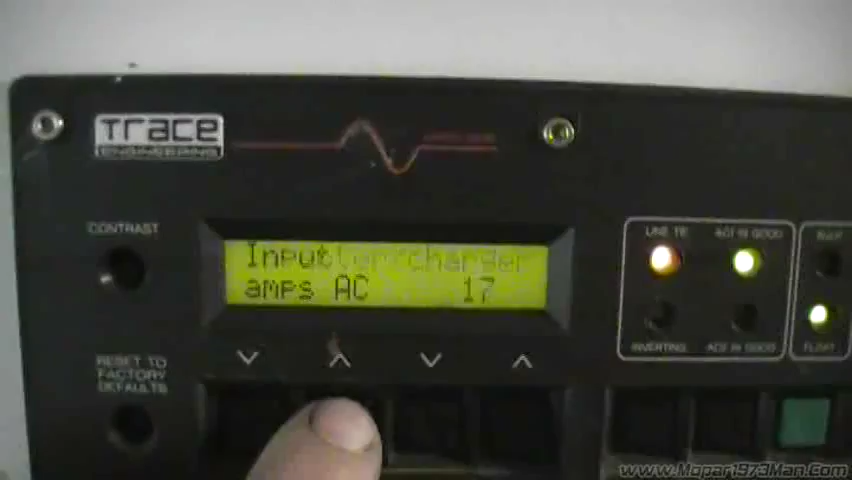 Trace
ENGINEERING
CONTRAST
Input
amps AC 17
LINE TIE
AC1 IN GOOD
BULK
INVERTING
AC2 IN GOOD
FLOAT
RESET TO
FACTORY
DEFAULTS
www.Mopar1973Man.Com